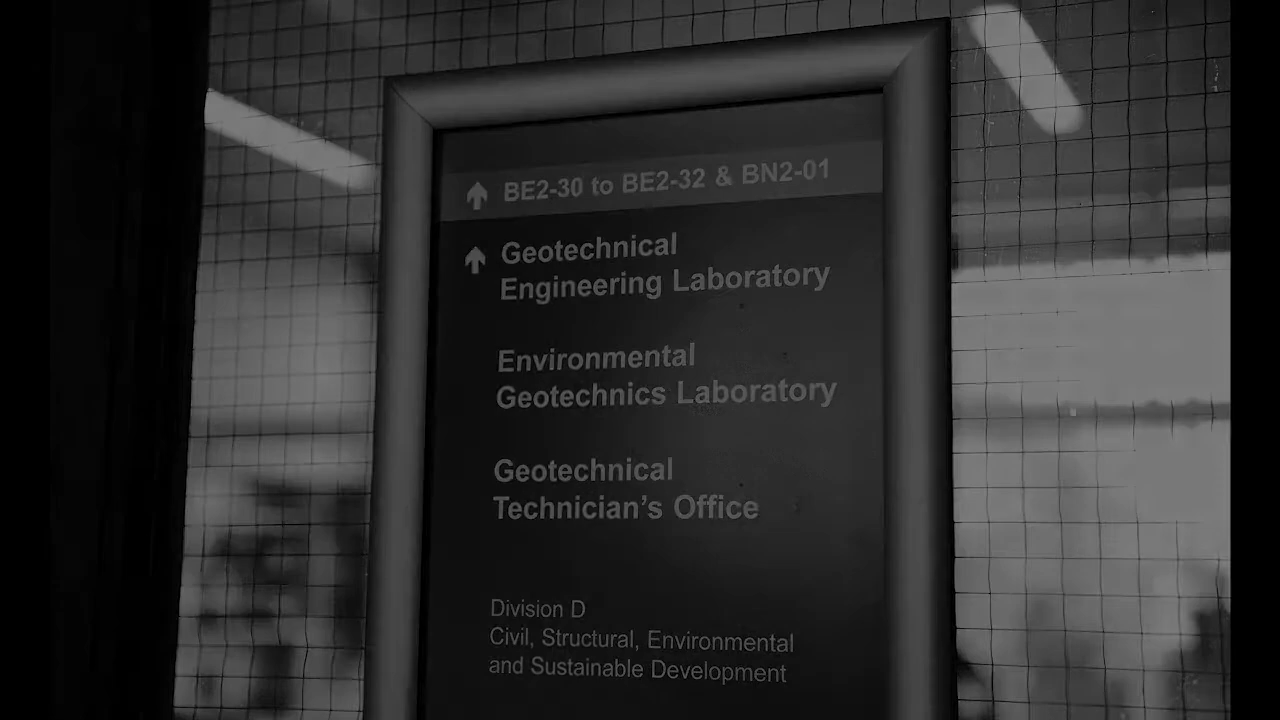 BE2-30 to BE2-32 & BN2-01
Geotechnical
Engineering Laboratory
Environmental
Geotechnics Laboratory
Geotechnical
Technician’s Office
Division D
Civil, Structural, Environmental
and Sustainable Development